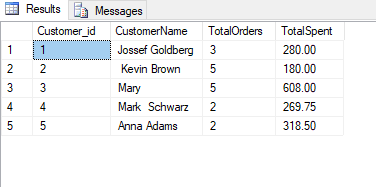 Results Messages
Customer_id CustomerName TotalOrders TotalSpent
1 1 Jossef Goldberg 3 280.00
2 2 Kevin Brown 5 180.00
3 3 Mary 5 608.00
4 4 Mark  Schwarz 2 269.75
5 5 Anna Adams 2 318.50